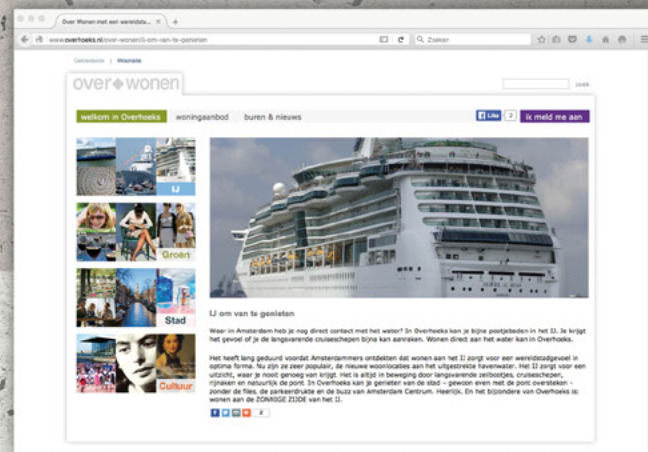 Over Wonen met een wereldsta...
www.overhoeks.nl/over-wonen/ij-om-van-te-genieten
Zoeken
Gebiedssite | Woonsite
over◆wonen
zoek
welkom in Overhoeks
woningaanbod
buren & nieuws
Like
2
ik meld me aan
IJ
Groen
Stad
Cultuur
IJ om van te genieten
Waar in Amsterdam heb je nog direct contact met het water? In Overhoeks kan je bijna pootjebaden in het IJ. Je krijgt
het gevoel of je de langsvarende cruiseschepen bijna kan aanraken. Wonen direct aan het water kan in Overhoeks.
Het heeft lang geduurd voordat Amsterdammers ontdekten dat wonen aan het IJ zorgt voor een wereldstadgevoel in
optima forma. Nu zijn ze zeer populair, de nieuwe woonlocaties aan het uitgestrekte havenwater. Het IJ zorgt voor een
uitzicht, waar je nooit genoeg van krijgt. Het is altijd in beweging door langsvarende zeilbootjes, cruiseschepen,
rijnaken en natuurlijk de pont. In Overhoeks kan je genieten van de stad - gewoon even met de pont oversteken -
zonder de files, de parkeerdrukte en de buzz van Amsterdam Centrum. Heerlijk. En het bijzondere van Overhoeks is:
wonen aan de ZONNIGE ZIJDE van het IJ.
2